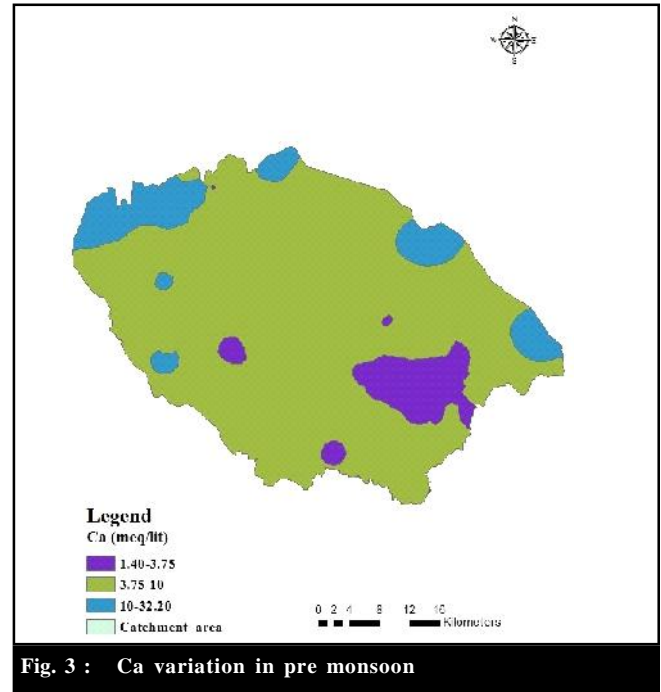 N
W E
S
Legend
Ca (meq/lit)
1.40-3.75
3.75 10
10-32.20
Catchment area
0 2 4 8 12 16
Kilometers
Fig. 3 : Ca variation in pre monsoon